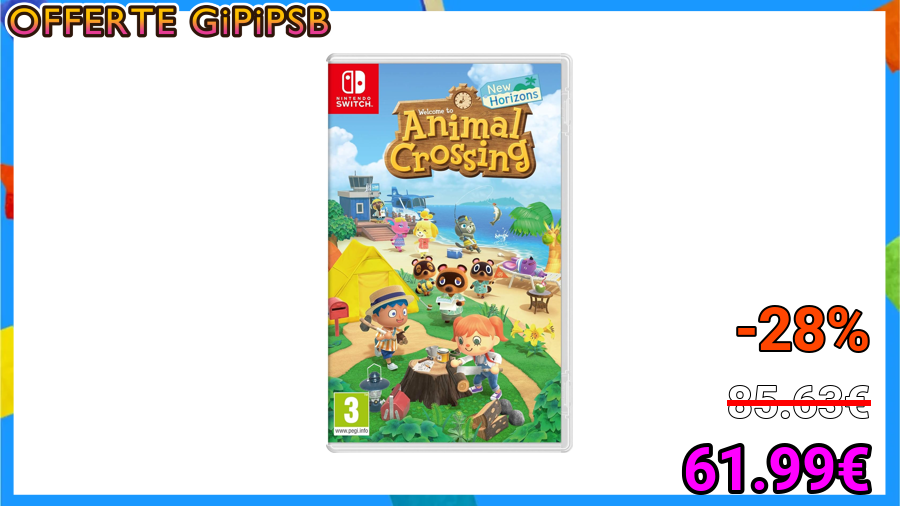 OFFERTE GiPiPSB
NINTENDO
SWITCH.
New
Horizons
Welcome to
Animal
Crossing
3
www.pegi.info
-28%
85.63€
61.99€